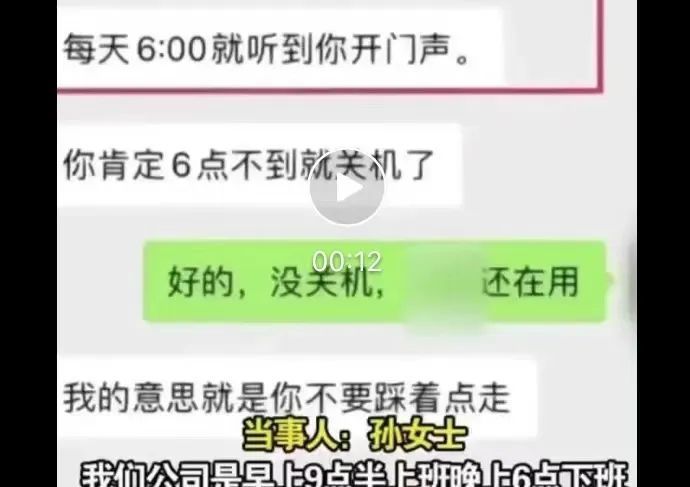 每天6:00就听到你开门声。
你肯定6点不到就关机了
00:12
好的，没关机，还在用
我的意思就是你不要踩着点走
当事人：孙女士
我们公司是早上9点半上班晚上6点下班